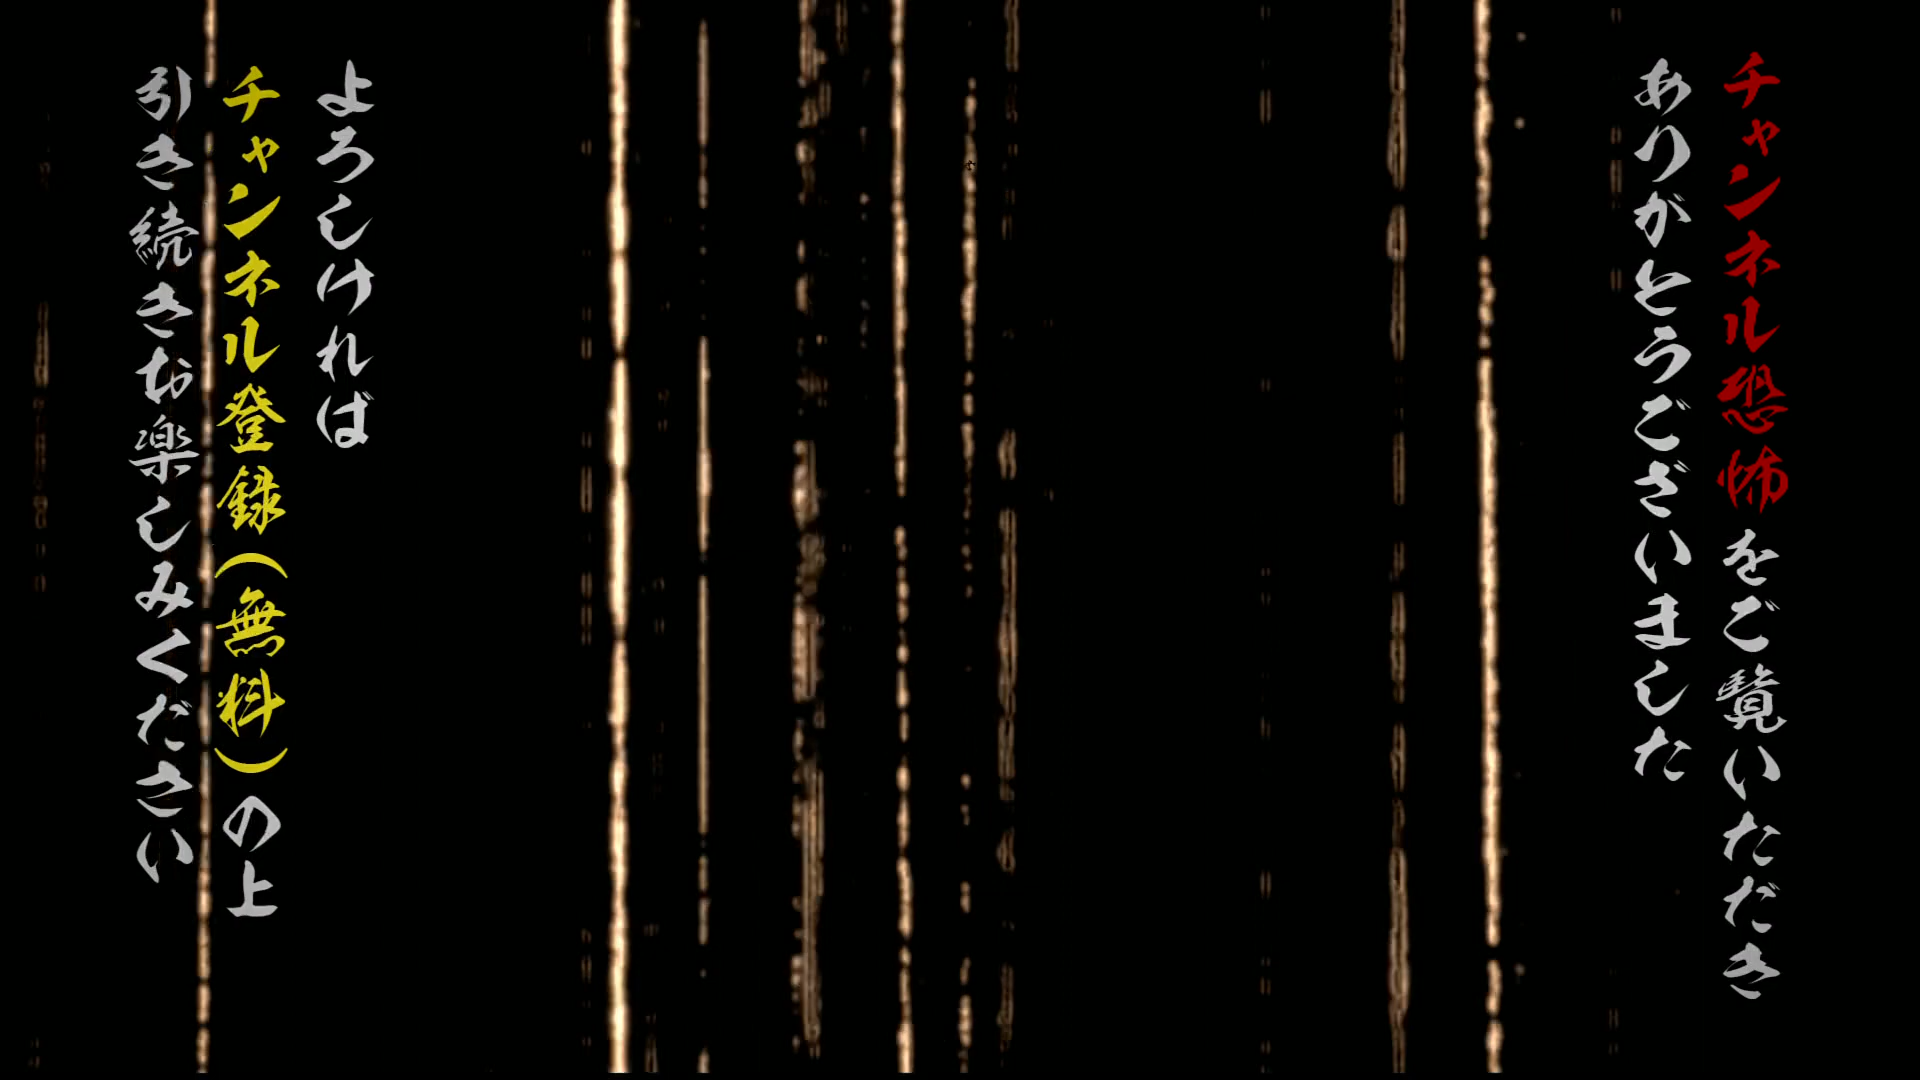 チャンネル恐怖をご覧いただき
ありがとうございました
よろしければ
チャンネル登録(無料)の上
引き続きお楽しみください